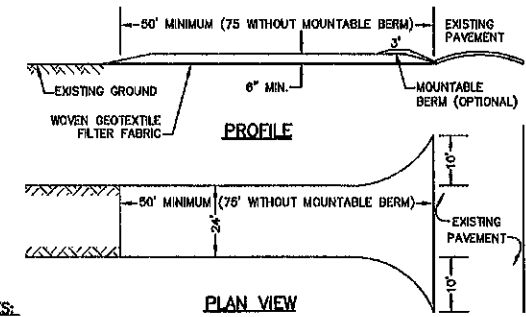 50' MINIMUM (75 WITHOUT MOUNTABLE BERM)
EXISTING
PAVEMENT
3'
EXISTING GROUND
6" MIN.
MOUNTABLE
BERM (OPTIONAL)
WOVEN GEOTEXTILE
FILTER FABRIC
PROFILE
10'
50' MINIMUM (75' WITHOUT MOUNTABLE BERM)
24'
EXISTING
PAVEMENT
10'
PLAN VIEW
S: